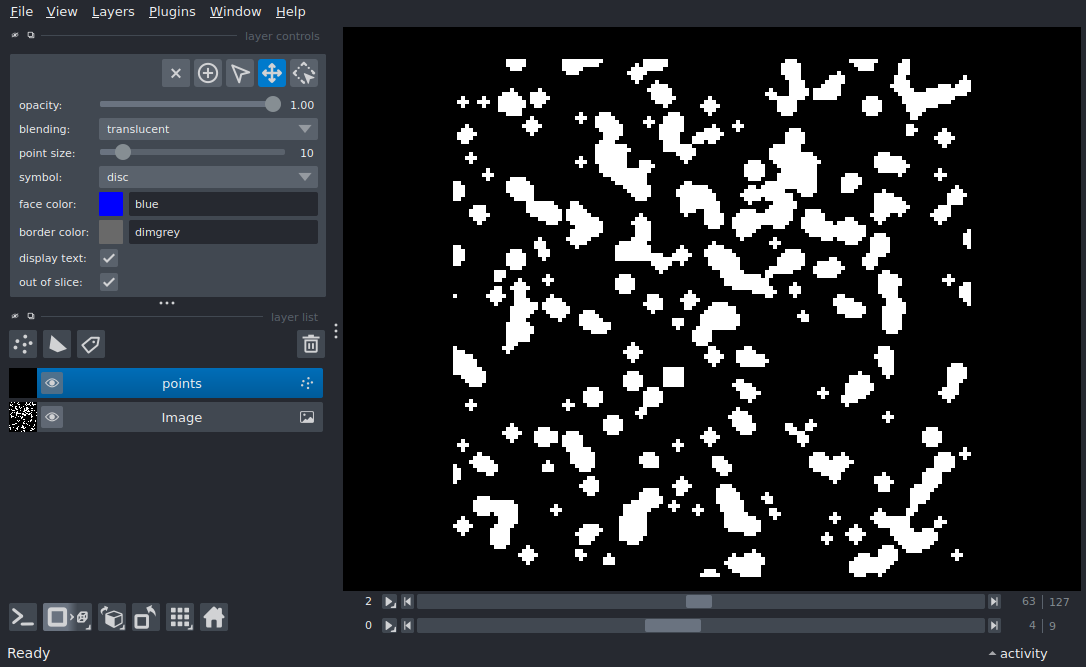 File View Layers Plugins Window Help
layer controls
opacity: 1.00
blending: translucent
point size: 10
symbol: disc
face color: blue
border color: dimgrey
display text:
out of slice:
layer list
points
Image
2 63 127
0 4 9
Ready activity